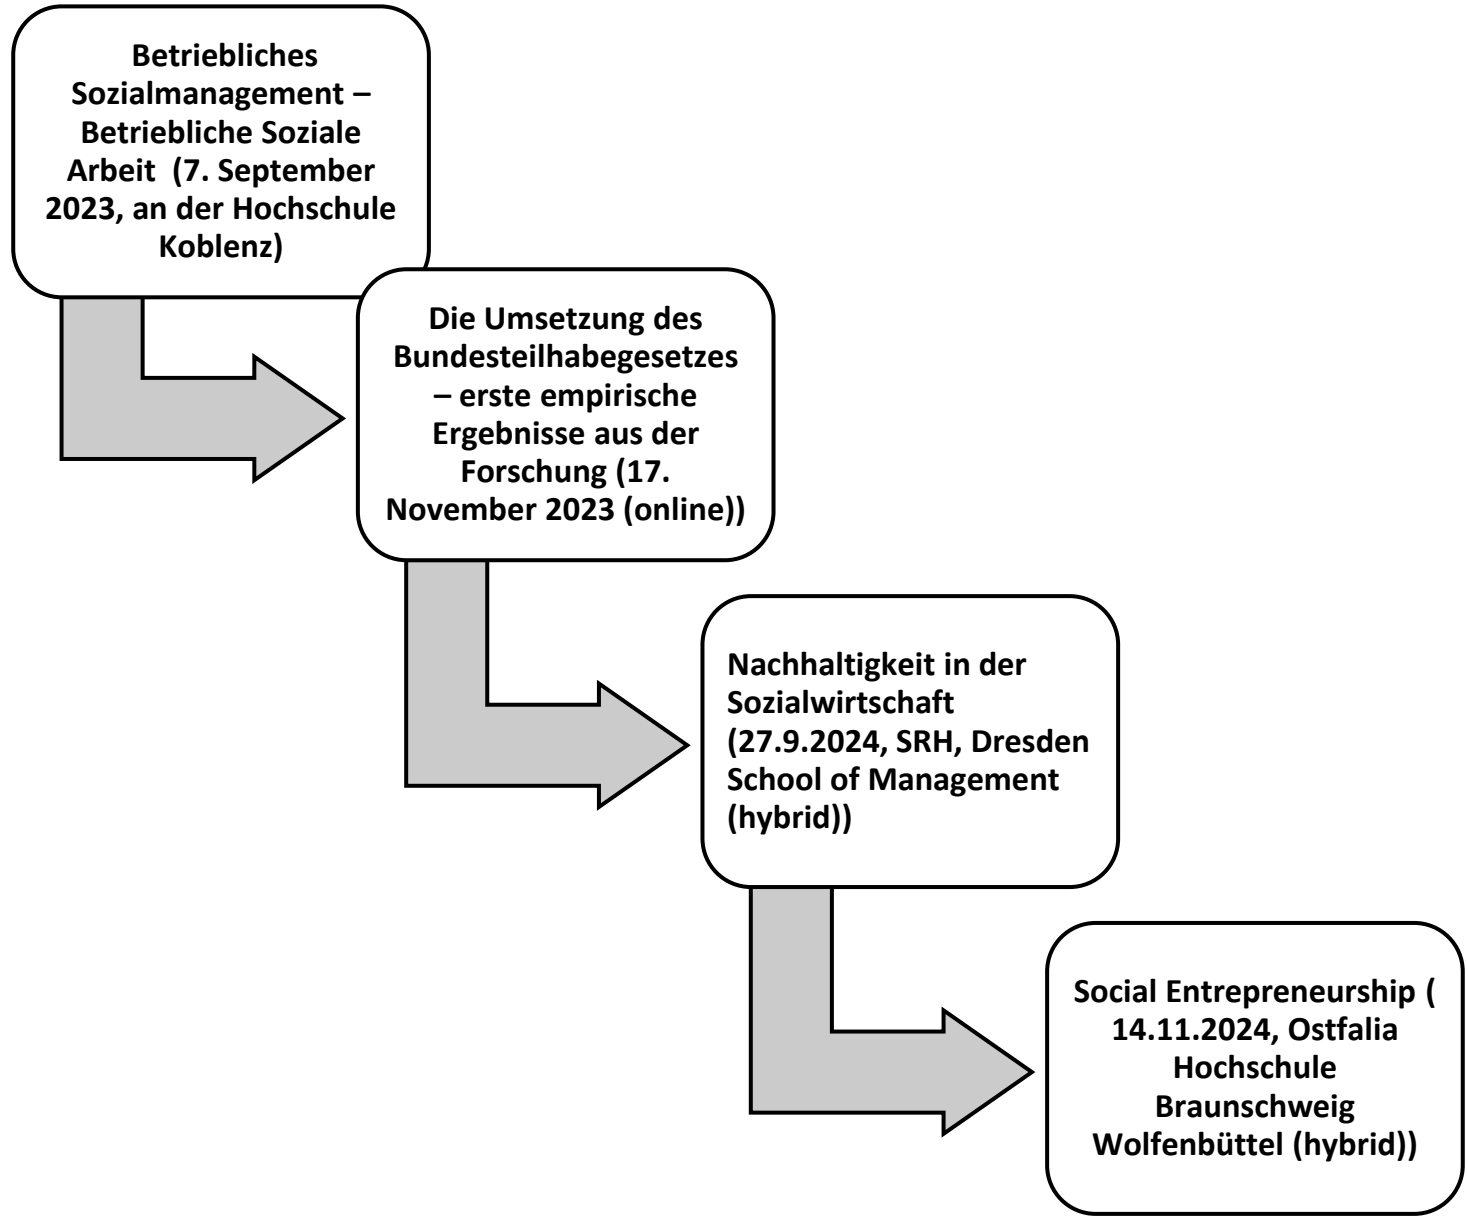 Betriebliches
Sozialmanagement –
Betriebliche Soziale
Arbeit  (7. September
2023, an der Hochschule
Koblenz)
Die Umsetzung des
Bundesteilhabegesetzes
– erste empirische
Ergebnisse aus der
Forschung (17.
November 2023 (online))
Nachhaltigkeit in der
Sozialwirtschaft
(27.9.2024, SRH, Dresden
School of Management
(hybrid))
Social Entrepreneurship (
14.11.2024, Ostfalia
Hochschule
Braunschweig
Wolfenbüttel (hybrid))